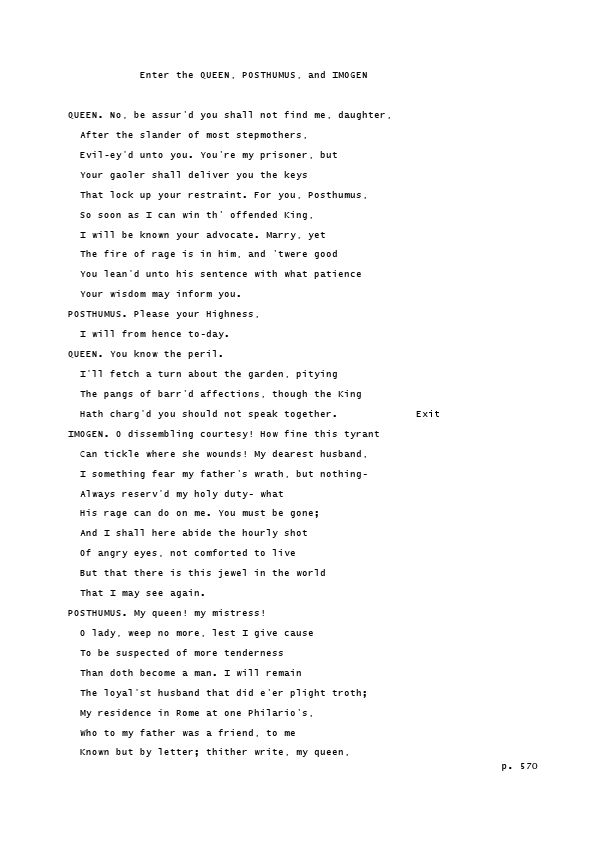 Enter the QUEEN, POSTHUMUS, and IMOGEN
QUEEN. No, be assur'd you shall not find me, daughter,
After the slander of most stepmothers,
Evil-ey'd unto you. You're my prisoner, but
Your gaoler shall deliver you the keys
That lock up your restraint. For you, Posthumus,
So soon as I can win th' offended King,
I will be known your advocate. Marry, yet
The fire of rage is in him, and 'twere good
You lean'd unto his sentence with what patience
Your wisdom may inform you.
POSTHUMUS. Please your Highness,
I will from hence to-day.
QUEEN. You know the peril.
I'll fetch a turn about the garden, pitying
The pangs of barr'd affections, though the King
Hath charg'd you should not speak together. Exit
IMOGEN. O dissembling courtesy! How fine this tyrant
Can tickle where she wounds! My dearest husband,
I something fear my father's wrath, but nothing-
Always reserv'd my holy duty- what
His rage can do on me. You must be gone;
And I shall here abide the hourly shot
Of angry eyes, not comforted to live
But that there is this jewel in the world
That I may see again.
POSTHUMUS. My queen! my mistress!
O lady, weep no more, lest I give cause
To be suspected of more tenderness
Than doth become a man. I will remain
The loyal'st husband that did e'er plight troth;
My residence in Rome at one Philario's,
Who to my father was a friend, to me
Known but by letter; thither write, my queen,
p. 570